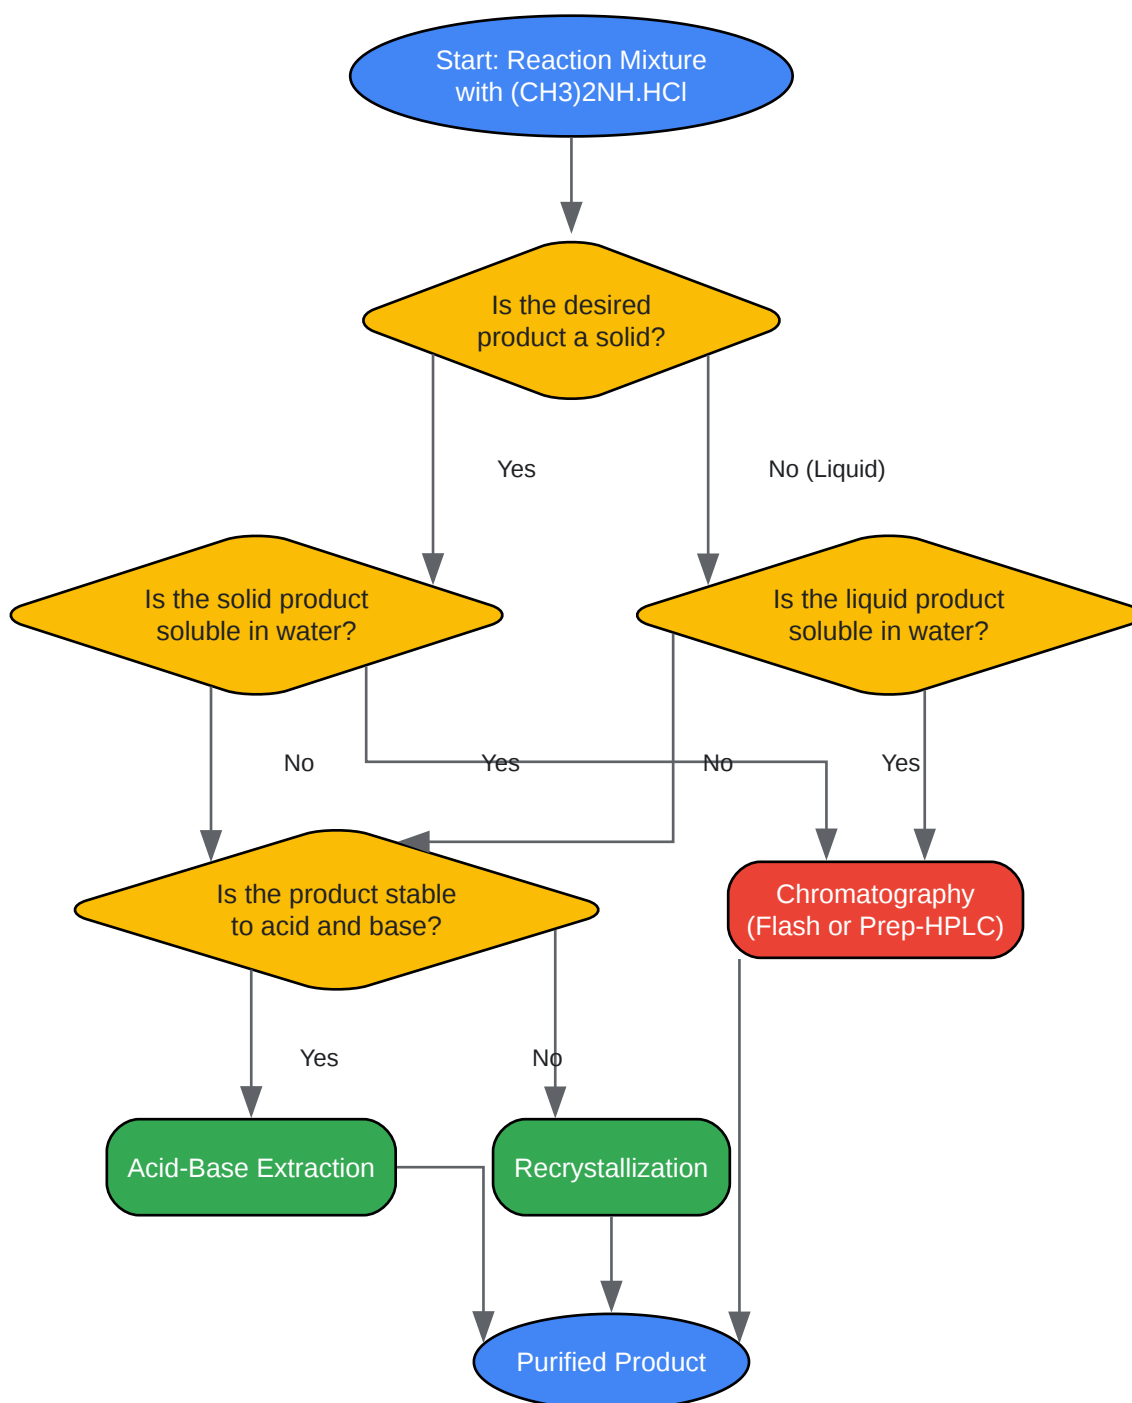 Start: Reaction Mixture
with (CH3)2NH.HCl
Is the desired
product a solid?
Yes
No (Liquid)
Is the solid product
soluble in water?
Is the liquid product
soluble in water?
No
Yes
No
Yes
Is the product stable
to acid and base?
Chromatography
(Flash or Prep-HPLC)
Yes
No
Acid-Base Extraction
Recrystallization
Purified Product